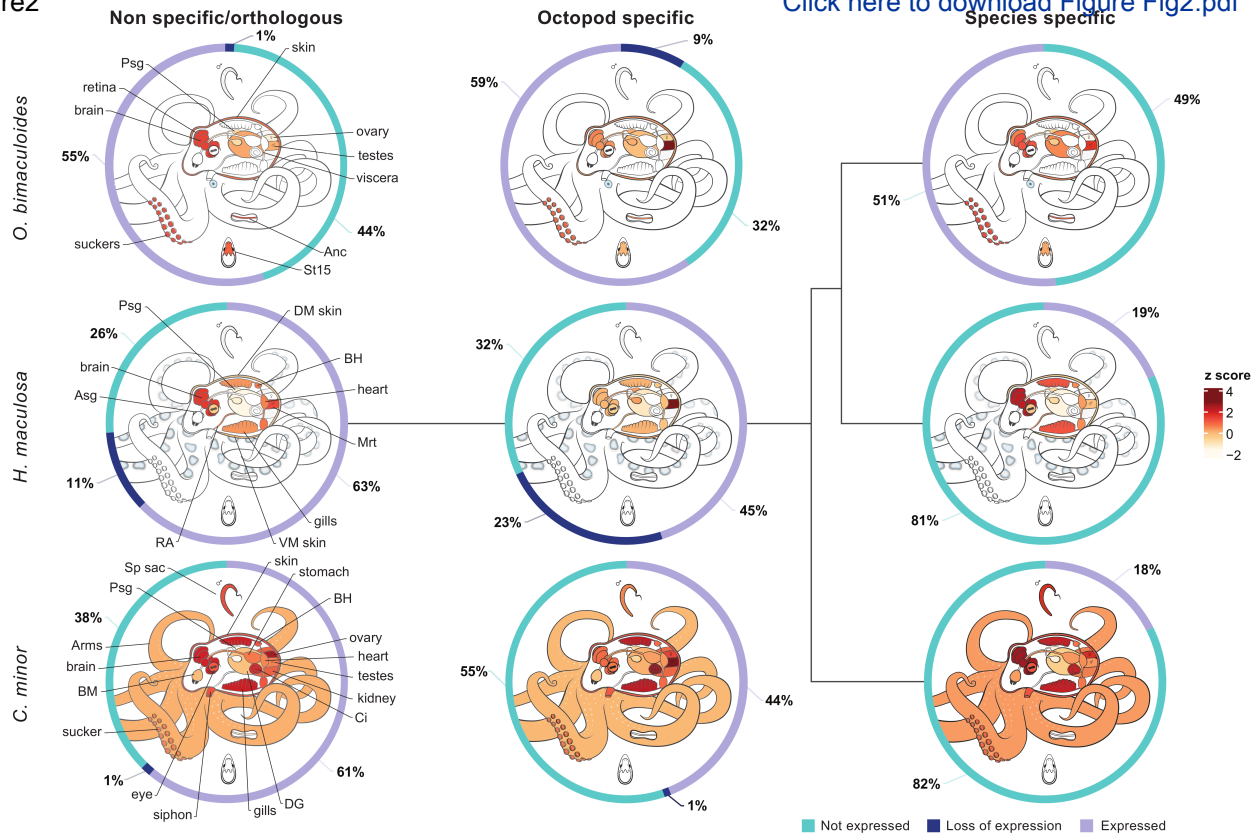 re2
Click here to download Figure Fig2.pdf
Non specific/orthologous
Octopod specific
Species specific
O. bimaculoides
1%
skin
Psg
retina
brain
55%
ovary
testes
viscera
44%
suckers
Anc
St15
9%
59%
32%
49%
51%
H. maculosa
Psg
DM skin
26%
BH
brain
heart
Asg
Mrt
11%
63%
gills
RA
VM skin
32%
23%
45%
19%
81%
z score
4
2
0
−2
C. minor
skin
Sp sac
stomach
Psg
BH
38%
ovary
Arms
heart
brain
testes
BM
kidney
Ci
sucker
61%
1%
eye
DG
gills
siphon
55%
44%
1%
18%
82%
Not expressed
Loss of expression
Expressed